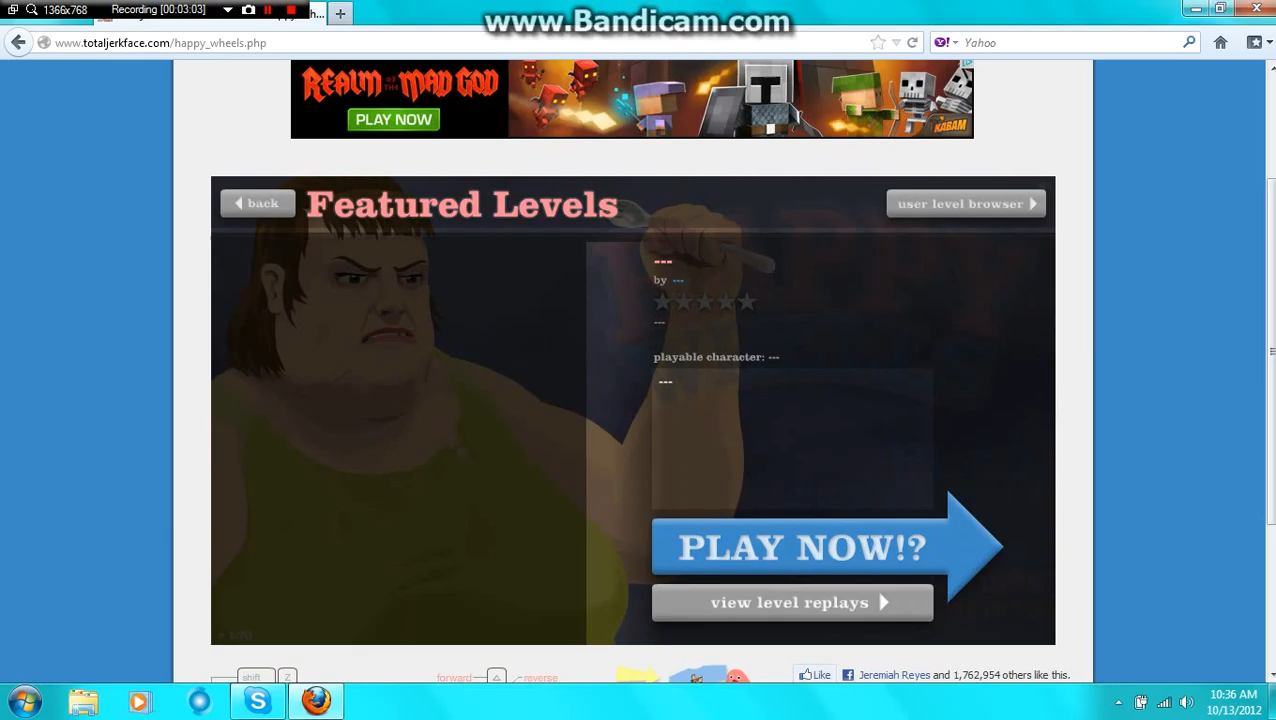 1366x768
Recording [00:03:03]
www.Bandicam.com
www.totaljerkface.com/happy_wheels.php
Yahoo
REALM OF THE MAD GOD
PLAY NOW
KABAM
back
Featured Levels
user level browser
---
by ---
---
playable character: ---
---
PLAY NOW!?
view level replays
shift
Z
forward
reverse
Like
Jeremiah Reyes and 1,762,954 others like this.
10:36 AM
10/13/2012